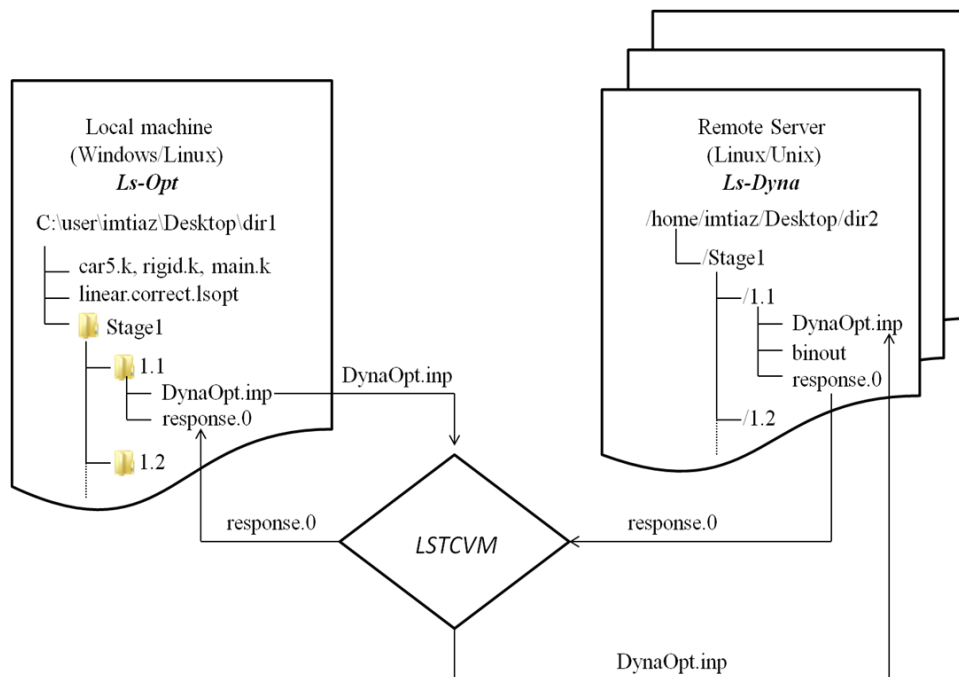 Local machine
(Windows/Linux)
Ls-Opt
C:\user\imtiaz\Desktop\dir1
car5.k, rigid.k, main.k
linear.correct.lsopt
Stage1
1.1
DynaOpt.inp
response.0
1.2
DynaOpt.inp
Remote Server
(Linux/Unix)
Ls-Dyna
/home/imtiaz/Desktop/dir2
/Stage1
/1.1
DynaOpt.inp
binout
response.0
/1.2
response.0
LSTCVM
response.0
DynaOpt.inp